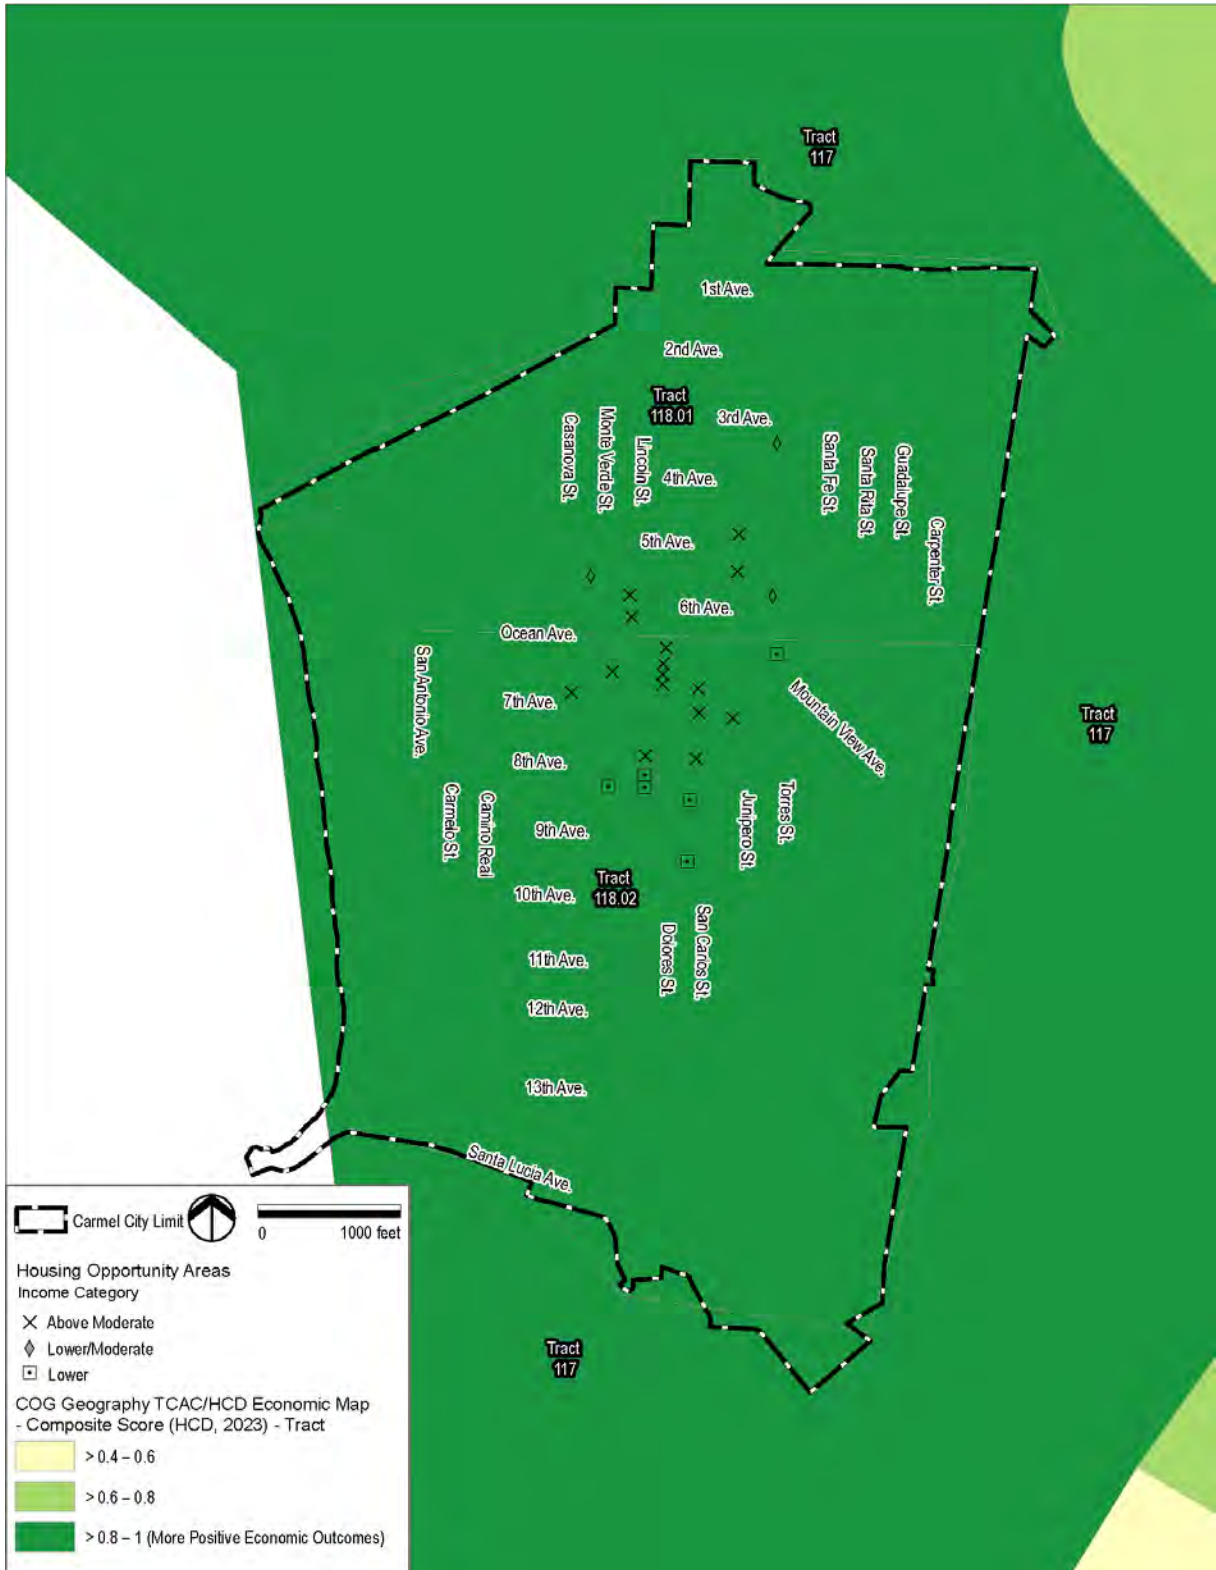 Tract
117
1st Ave.
2nd Ave.
Tract
118.01
3rd Ave.
Casanova St.
Monte Verde St.
Lincoln St.
4th Ave.
Santa Fe St.
Santa Rita St.
Guadalupe St.
Carpenter St.
5th Ave.
6th Ave.
Ocean Ave.
San Antonio Ave.
7th Ave.
Mountain View Ave.
Tract
117
8th Ave.
Carmelo St.
Camino Real
9th Ave.
Junipero St.
Torres St.
Tract
118.02
10th Ave.
Dolores St.
San Carlos St.
11th Ave.
12th Ave.
13th Ave.
Santa Lucia Ave.
Tract
117
Carmel City Limit
0 1000 feet
Housing Opportunity Areas
Income Category
Above Moderate
Lower/Moderate
Lower
COG Geography TCAC/HCD Economic Map
- Composite Score (HCD, 2023) - Tract
> 0.4 – 0.6
> 0.6 – 0.8
> 0.8 – 1 (More Positive Economic Outcomes)